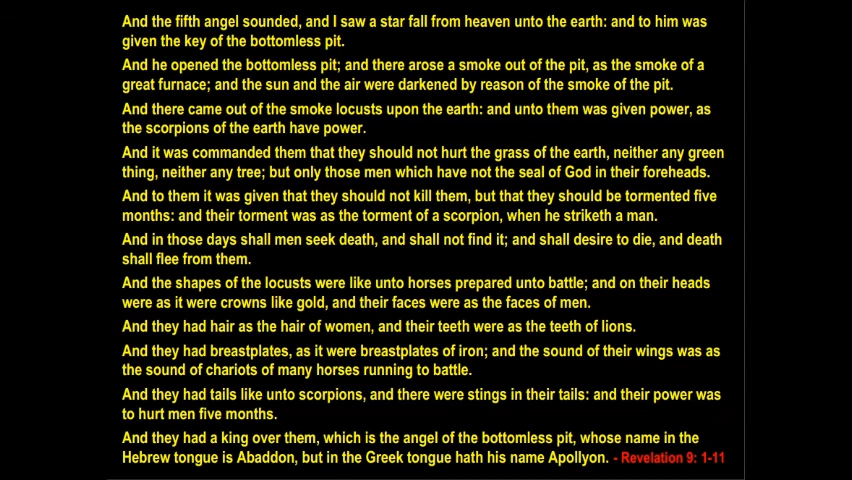 And the fifth angel sounded, and I saw a star fall from heaven unto the earth: and to him was
given the key of the bottomless pit.
And he opened the bottomless pit; and there arose a smoke out of the pit, as the smoke of a
great furnace; and the sun and the air were darkened by reason of the smoke of the pit.
And there came out of the smoke locusts upon the earth: and unto them was given power, as
the scorpions of the earth have power.
And it was commanded them that they should not hurt the grass of the earth, neither any green
thing, neither any tree; but only those men which have not the seal of God in their foreheads.
And to them it was given that they should not kill them, but that they should be tormented five
months: and their torment was as the torment of a scorpion, when he striketh a man.
And in those days shall men seek death, and shall not find it; and shall desire to die, and death
shall flee from them.
And the shapes of the locusts were like unto horses prepared unto battle; and on their heads
were as it were crowns like gold, and their faces were as the faces of men.
And they had hair as the hair of women, and their teeth were as the teeth of lions.
And they had breastplates, as it were breastplates of iron; and the sound of their wings was as
the sound of chariots of many horses running to battle.
And they had tails like unto scorpions, and there were stings in their tails: and their power was
to hurt men five months.
And they had a king over them, which is the angel of the bottomless pit, whose name in the
Hebrew tongue is Abaddon, but in the Greek tongue hath his name Apollyon. - Revelation 9: 1-11